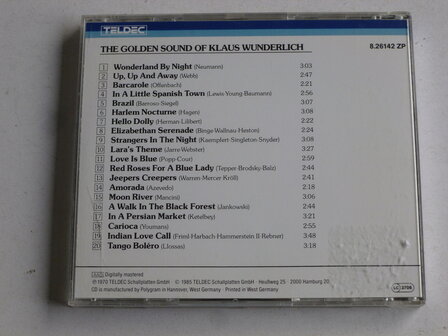 TELDEC
THE GOLDEN SOUND OF KLAUS WUNDERLICH 8.26142 ZP
1 Wonderland By Night (Neumann) 3:03
2 Up, Up And Away (Webb) 2:47
3 Barcarole (Offenbach) 2:21
4 In A Little Spanish Town (Lewis-Young-Baumann) 2:56
5 Brazil (Barroso-Siegel) 3:07
6 Harlem Nocturne (Hagen) 3:08
7 Hello Dolly (Herman-Lilibert) 2:22
8 Elizabethan Serenade (Binge-Wallnau-Heston) 2:24
9 Strangers In The Night (Kaempfert-Singleton-Snyder) 3:03
10 Lara's Theme (Jarre-Webster) 3:27
11 Love Is Blue (Popp-Cour) 2:59
12 Red Roses For A Blue Lady (Tepper-Brodsky-Balz) 2:44
13 Jeepers Creepers (Warren-Mercer-Kröll) 2:41
14 Amorada (Azevedo) 2:18
15 Moon River (Mancini) 3:07
16 A Walk In The Black Forest (Jankowski) 2:44
17 In A Persian Market (Ketelbey) 3:31
18 Carioca (Youmans) 2:55
19 Indian Love Call (Friml-Harbach-Hammerstein II-Rebner) 3:31
20 Tango Boléro (Llossas) 3:18
Digitally mastered
℗ 1970 TELDEC Schallplatten GmbH · © 1985 TELDEC Schallplatten GmbH · Heußweg 25 2000 Hamburg 20
CD is manufactured by Polygram in Hannover, West Germany · Printed in West Germany